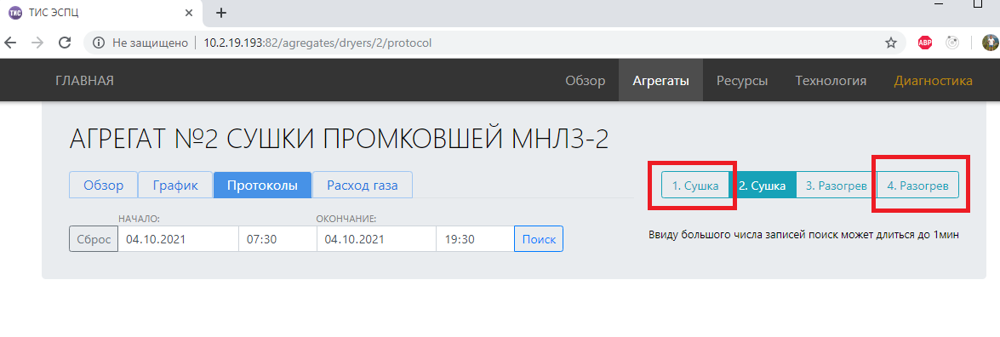 ТИС ЭСПЦ
Не защищено 10.2.19.193:82/agregates/dryers/2/protocol
ABP
ГЛАВНАЯ Обзор Агрегаты Ресурсы Технология Диагностика
АГРЕГАТ №2 СУШКИ ПРОМКОВШЕЙ МНЛЗ-2
Обзор График Протоколы Расход газа 1. Сушка 2. Сушка 3. Разогрев 4. Разогрев
НАЧАЛО: ОКОНЧАНИЕ:
Сброс 04.10.2021 07:30 04.10.2021 19:30 Поиск
Ввиду большого числа записей поиск может длиться до 1мин